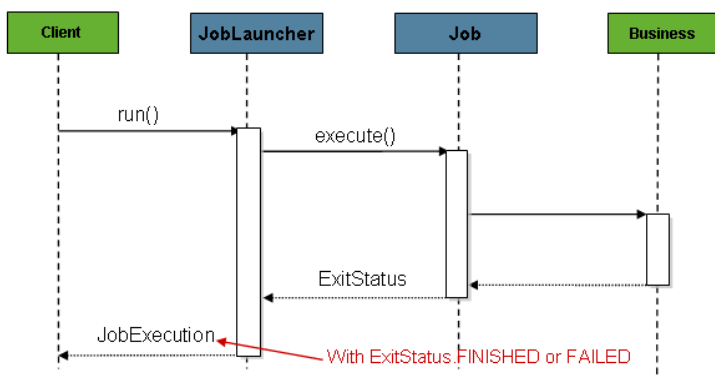 Client JobLauncher Job Business
run()
execute()
ExitStatus
JobExecution
With ExitStatus.FINISHED or FAILED